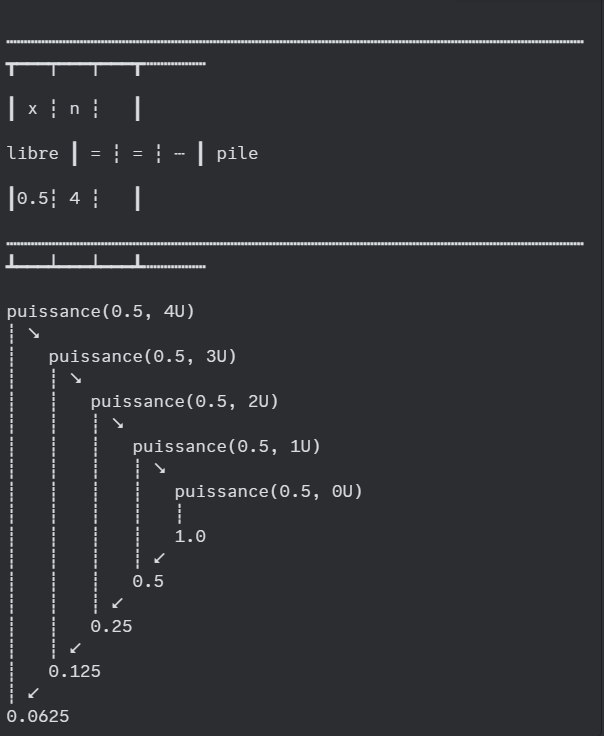 x ┆ n ┆
libre ┃ = ┆ = ┆ … ┃ pile
┃0.5┆ 4 ┆ ┃
puissance(0.5, 4U)
┆ ↘
┆ puissance(0.5, 3U)
┆ ┆ ↘
┆ ┆ puissance(0.5, 2U)
┆ ┆ ┆ ↘
┆ ┆ ┆ puissance(0.5, 1U)
┆ ┆ ┆ ┆ ↘
┆ ┆ ┆ ┆ puissance(0.5, 0U)
┆ ┆ ┆ ┆ ┆
┆ ┆ ┆ ┆ 1.0
┆ ┆ ┆ ┆ ↙
┆ ┆ ┆ 0.5
┆ ┆ ┆ ↙
┆ ┆ 0.25
┆ ┆ ↙
┆ 0.125
┆ ↙
0.0625